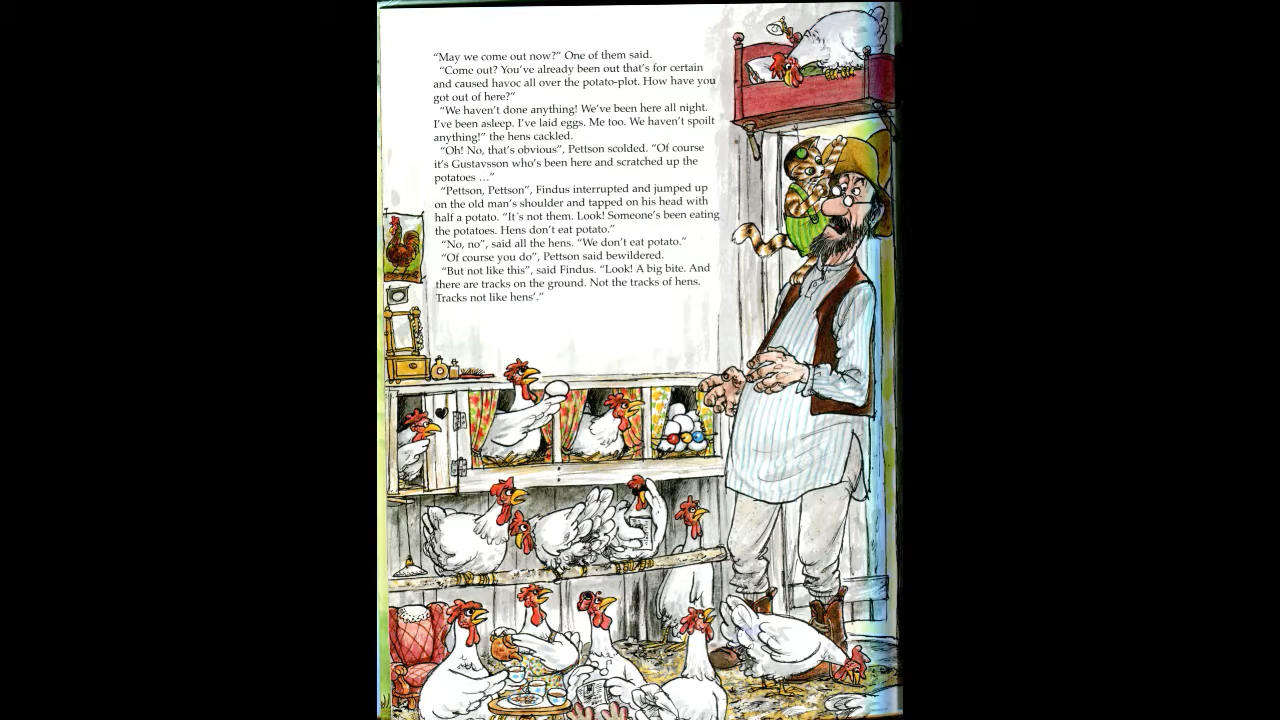 “May we come out now?” One of them said.
“Come out? You’ve already been out that’s for certain
and caused havoc all over the potato-plot. How have you
got out of here?”
“We haven’t done anything! We’ve been here all night.
I’ve been asleep. I’ve laid eggs. Me too. We haven’t spoilt
anything!” the hens cackled.
“Oh! No, that’s obvious”, Pettson scolded. “Of course
it’s Gustavsson who’s been here and scratched up the
potatoes …”
“Pettson, Pettson”, Findus interrupted and jumped up
on the old man’s shoulder and tapped on his head with
half a potato. “It´s not them. Look! Someone’s been eating
the potatoes. Hens don’t eat potato.”
“No, no”, said all the hens. “We don’t eat potato.”
“Of course you do”, Pettson said bewildered.
“But not like this”, said Findus. “Look! A big bite. And
there are tracks on the ground. Not the tracks of hens.
Tracks not like hens’.”